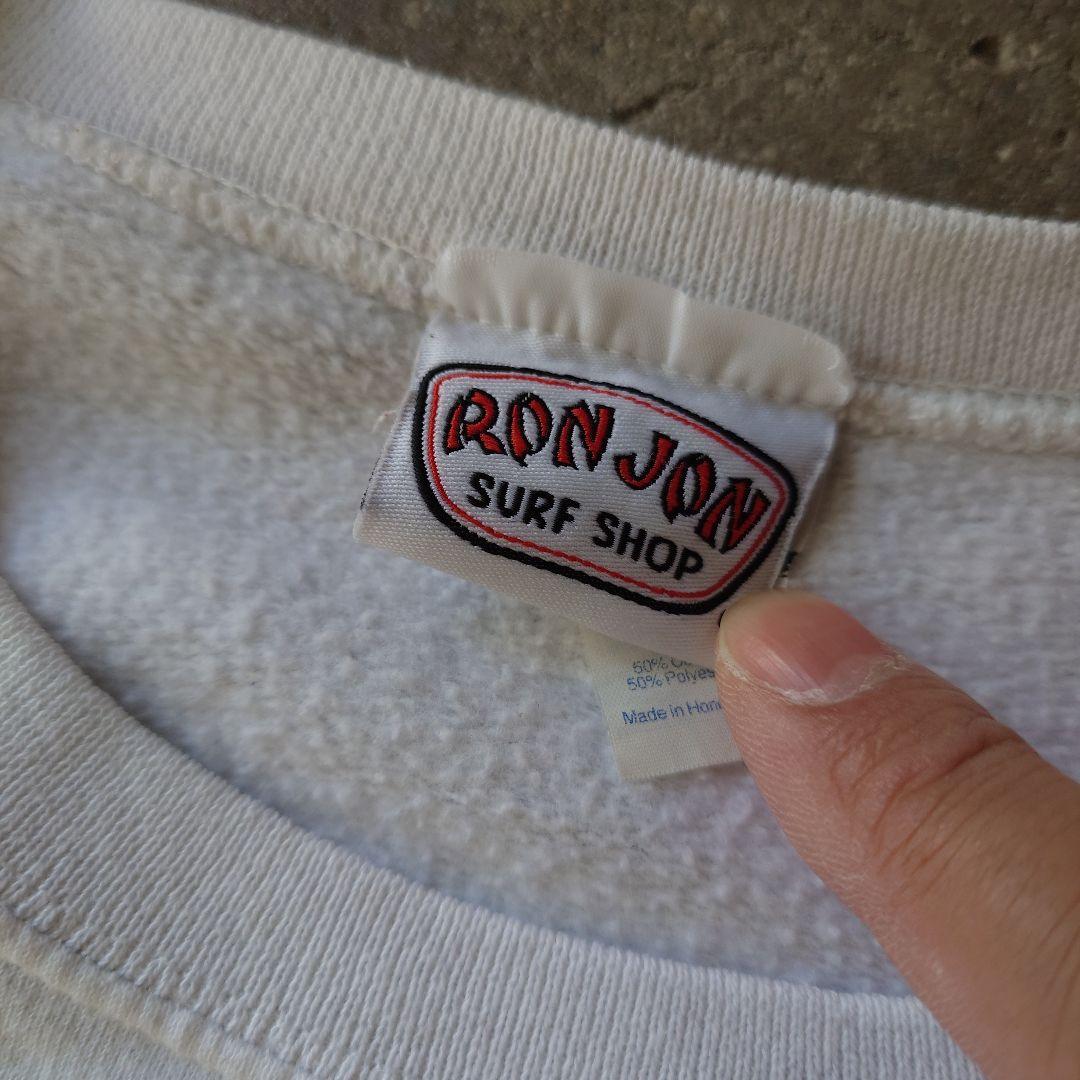 RON JON
SURF SHOP
50%
50%
Made in